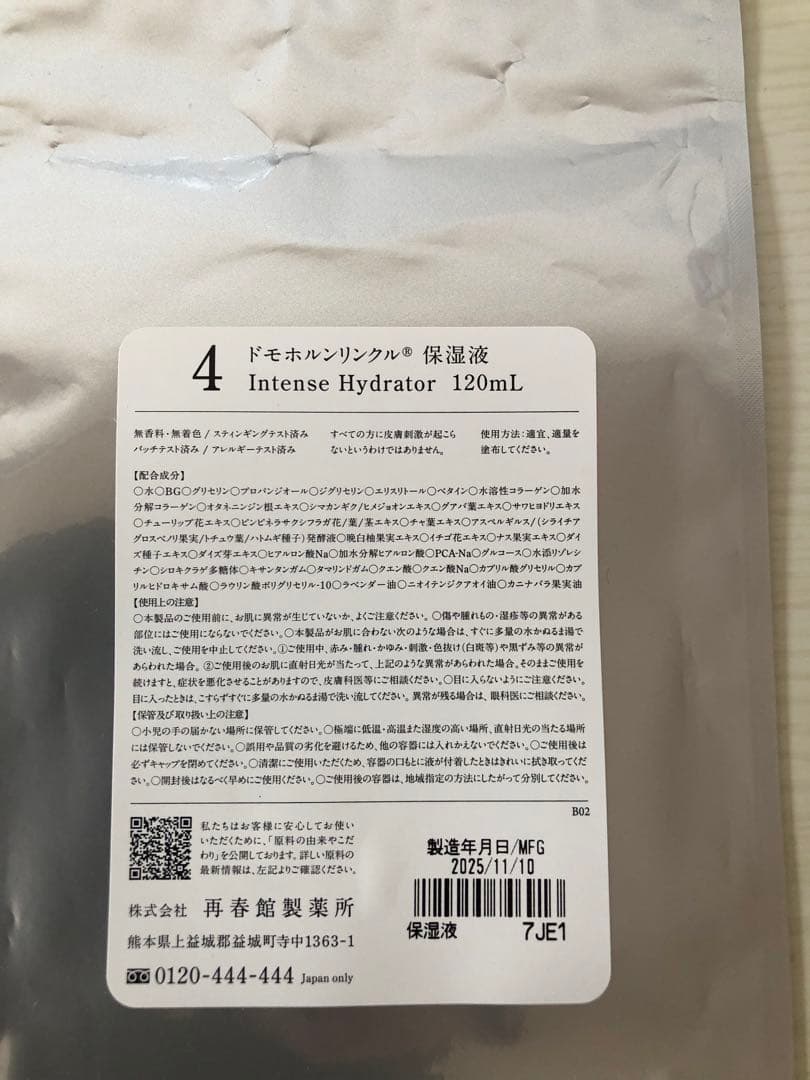 4 ドモホルンリンクル® 保湿液
Intense Hydrator 120mL
無香料・無着色 / スティンギングテスト済み
パッチテスト済み / アレルギーテスト済み
すべての方に皮膚刺激が起こら
ないというわけではありません。
使用方法：適宜、適量を
塗布してください。
【配合成分】
○水○BG○グリセリン○プロパンジオール○ジグリセリン○エリスリトール○ベタイン○水溶性コラーゲン○加水
分解コラーゲン○オタネニンジン根エキス○シマカンギク/ヒメジョオンエキス○グアバ葉エキス○サワヒヨドリエキス
○チューリップ花エキス○ピンピネラサクシフラガ花/葉/茎エキス○チャ葉エキス○アスペルギルス/(シライチア
グロスベノリ果実/トチュウ葉/ハトムギ種子)発酵液○晩白柚果実エキス○イチゴ花エキス○ナス果実エキス○ダイ
ズ種子エキス○ダイズ芽エキス○ヒアルロン酸Na○加水分解ヒアルロン酸○PCA-Na○グルコース○水添リゾレシ
チン○シロキクラゲ多糖体○キサンタンガム○タマリンドガム○クエン酸○クエン酸Na○カプリル酸グリセリル○カプ
リルヒドロキサム酸○ラウリン酸ポリグリセリル-10○ラベンダー油○ニオイテンジクアオイ油○カニナバラ果実油
【使用上の注意】
○本製品のご使用前に、お肌に異常が生じていないか、よくご注意ください。○傷や腫れもの・湿疹等の異常がある
部位にはご使用にならないでください。○本製品がお肌に合わない次のような場合は、すぐに多量の水かぬるま湯で
洗い流し、ご使用を中止してください。①ご使用中、赤み・腫れ・かゆみ・刺激・色抜け(白斑等)や黒ずみ等の異常が
あらわれた場合。②ご使用後のお肌に直射日光が当たって、上記のような異常があらわれた場合。そのままご使用を
続けますと、症状を悪化させることがありますので、皮膚科医等にご相談ください。○目に入らないようにご注意ください。
目に入ったときは、こすらずすぐに多量の水かぬるま湯で洗い流してください。異常が残る場合は、眼科医にご相談ください。
【保管及び取り扱い上の注意】
○小児の手の届かない場所に保管してください。○極端に低温・高温また湿度の高い場所、直射日光の当たる場所
には保管しないでください。○誤用や品質の劣化を避けるため、他の容器には入れかえないでください。○ご使用後は
必ずキャップを閉めてください。○清潔にご使用いただくため、容器の口もとに液が付着したときはきれいに拭き取ってくだ
さい。○開封後はなるべく早めにご使用ください。○ご使用後の容器は、地域指定の方法にしたがって分別してください。
B02
私たちはお客様に安心してお使い
いただくために、「原料の由来やこだ
わり」を公開しております。詳しい原料の
最新情報は、左記よりご確認ください。
株式会社 再春館製薬所
熊本県上益城郡益城町寺中1363-1
0120-444-444 Japan only
製造年月日/MFG
2025/11/10
保湿液 7JE1